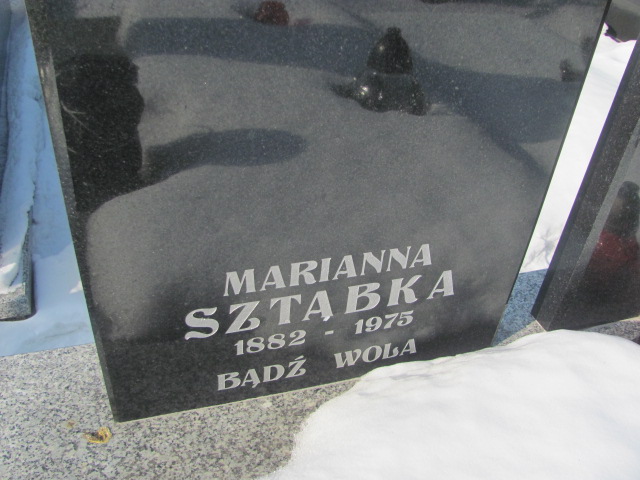 MARIANNA
SZTĄBKA
1882 - 1975
BĄDŹ WOLA